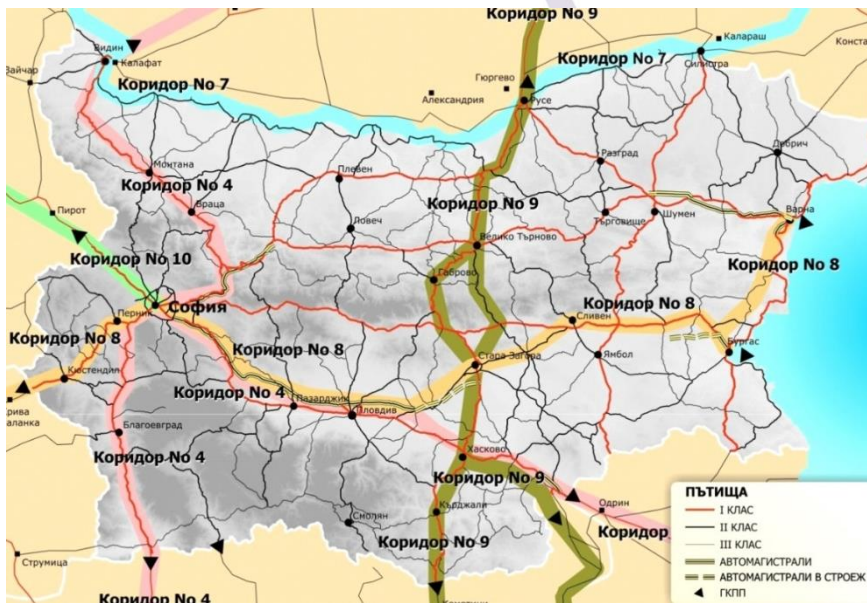 Коридор No 9
Калараш
Видин
Калафат
Коридор No 7
Конста
Зайчар
Коридор No 7
Гюргево
Силистра
Александрия
Русе
Добрич
Разград
Монтана
Плевен
Коридор No 4
Враца
Коридор No 9
Варна
Пирот
Ловеч
Търговище
Шумен
Велико Търново
Коридор No 10
Коридор No 8
Габрово
София
Коридор No 8
Перник
Сливен
Коридор No 8
Коридор No 8
Бургас
Стара Загора
Ямбол
Кюстендил
Коридор No 4
Пазарджик
Крива
аланка
Пловдив
Благоевград
Коридор No 4
Хасково
Коридор No 9
ПЪТИЩА
I КЛАС
Кърджали
Одрин
Смолян
II КЛАС
Коридор
Коридор No 9
III КЛАС
АВТОМАГИСТРАЛИ
Струмица
АВТОМАГИСТРАЛИ В СТРОЕЖ
ГКПП
Коридор No 4